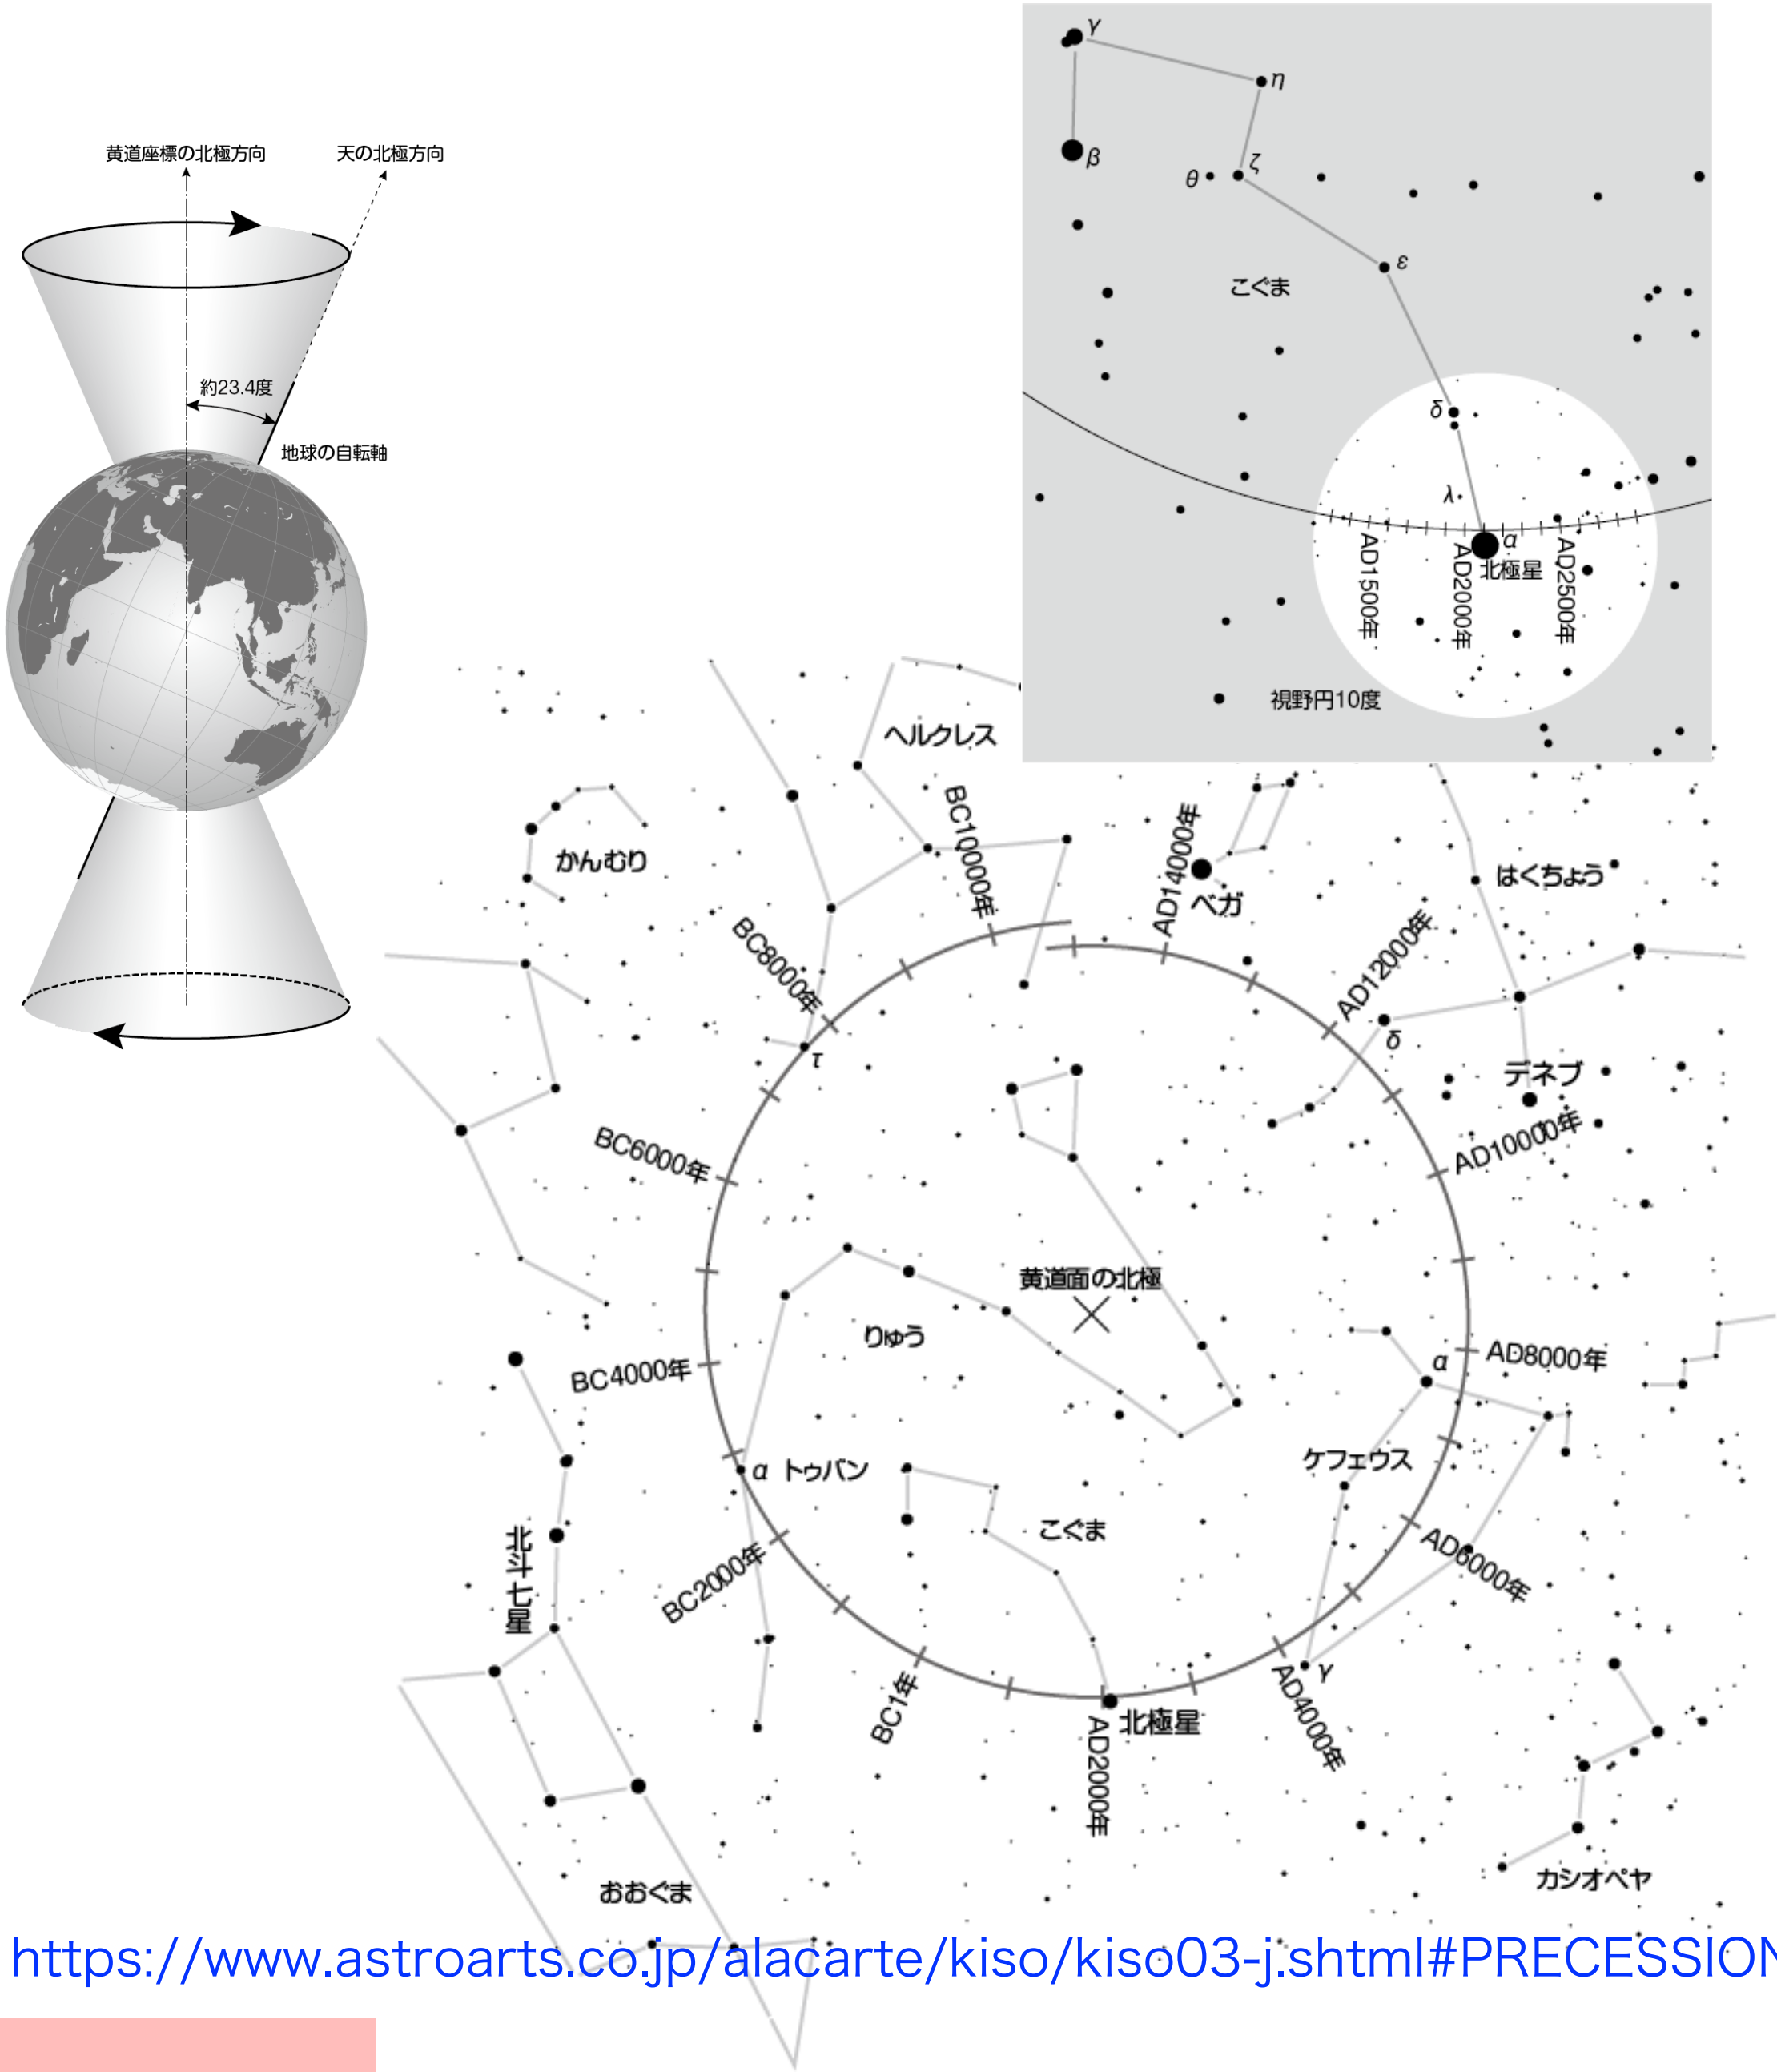 黄道座標の北極方向
天の北極方向
約23.4度
地球の自転軸
γ
η
β
θ
ζ
ε
こぐま
δ
λ
α
北極星
AD1500年
AD2000年
AD2500年
視野円10度
ヘルクレス
かんむり
BC10000年
AD14000年
ベガ
はくちょう
BC8000年
AD12000年
τ
δ
デネブ
BC6000年
AD10000年
黄道面の北極
りゅう
BC4000年
α
AD8000年
α トゥバン
ケフェウス
こぐま
北斗七星
BC2000年
AD6000年
BC1年
γ
AD4000年
北極星
AD2000年
カシオペヤ
おおぐま
https://www.astroarts.co.jp/alacarte/kiso/kiso03-j.shtml#PRECESSION